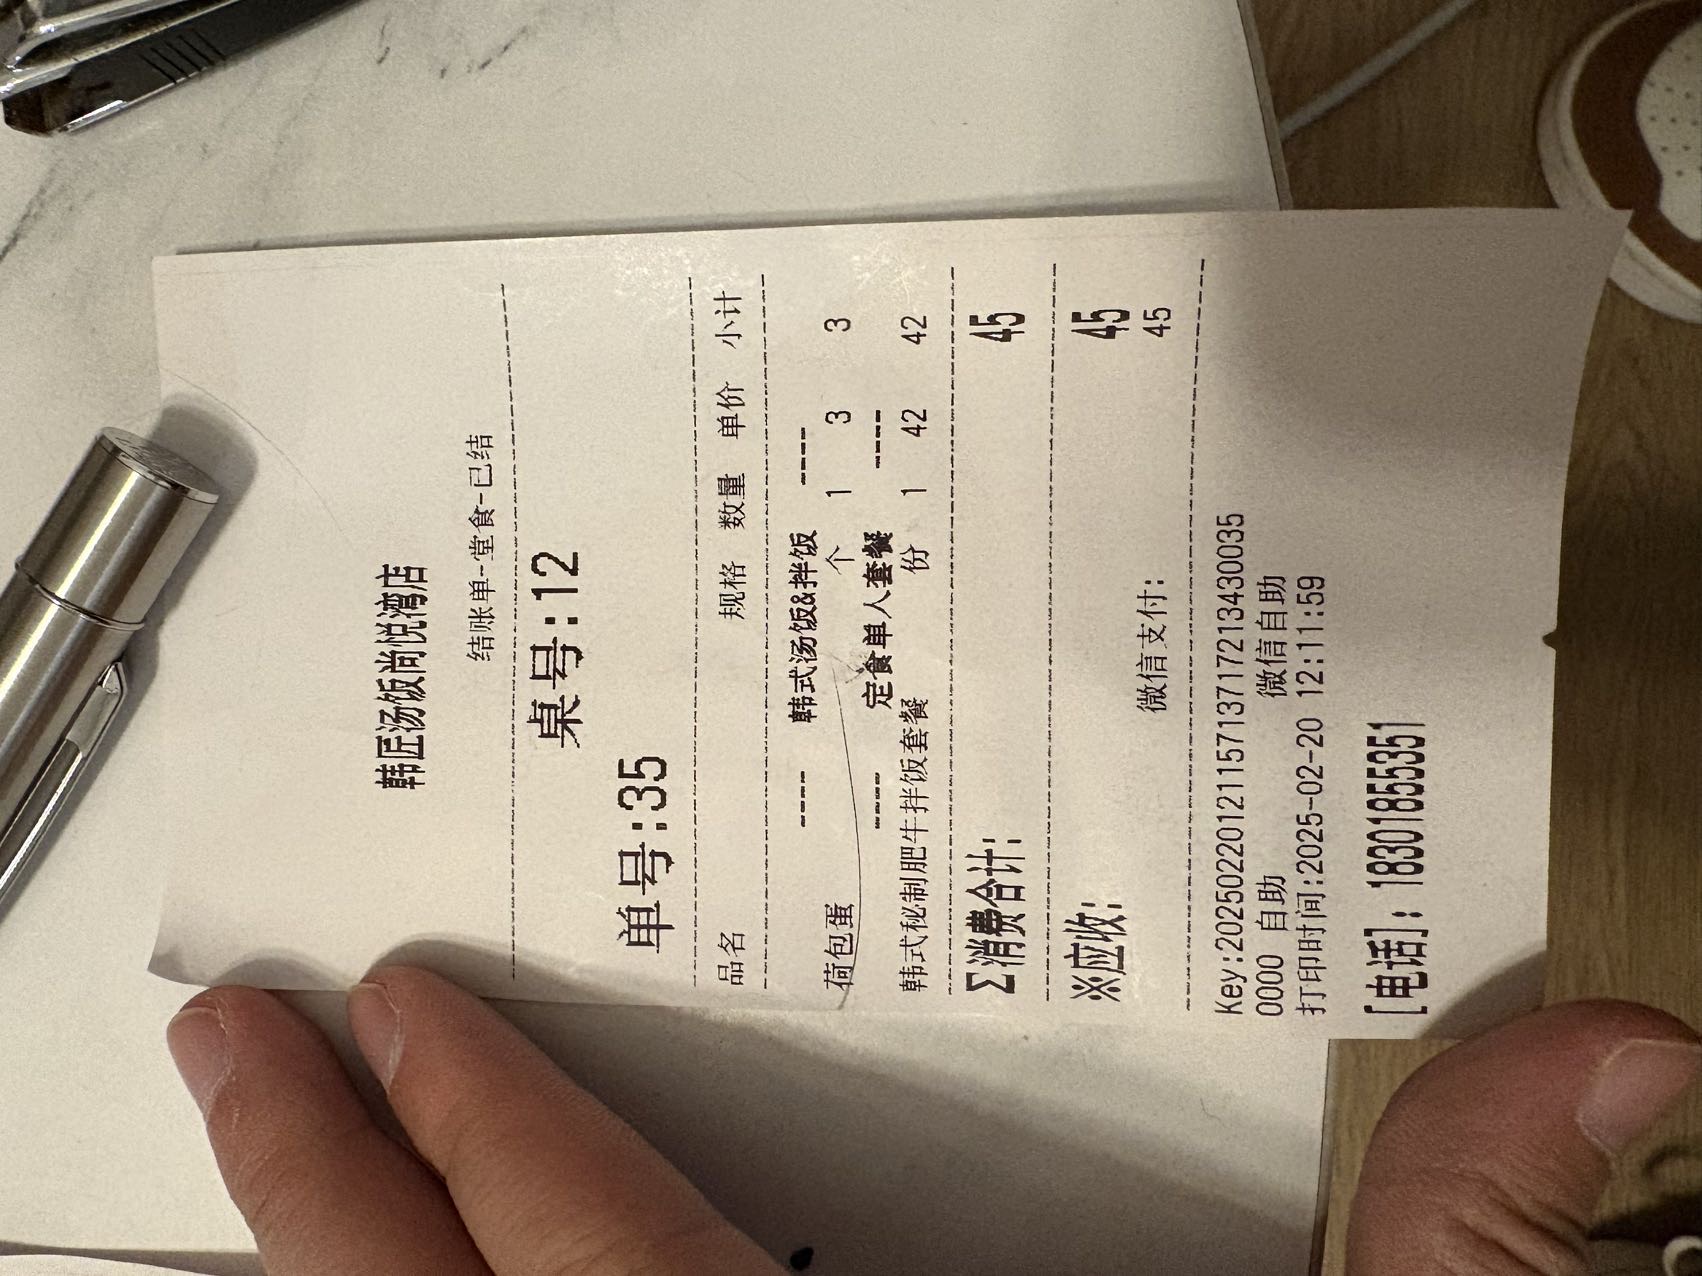 韩匠汤饭尚悦湾店
结账单-堂食-已结
桌号:12
单号:35
品名 规格 数量 单价 小计
---- 韩式汤饭&拌饭 ----
荷包蛋 个 1 3 3
---- 定食单人套餐 ----
韩式秘制肥牛拌饭套餐 份 1 42 42
Σ消费合计: 45
※应收: 45
微信支付: 45
Key:2025022012115713717213430035
0000 自助 微信自助
打印时间:2025-02-20 12:11:59
[电话]: 18301855351